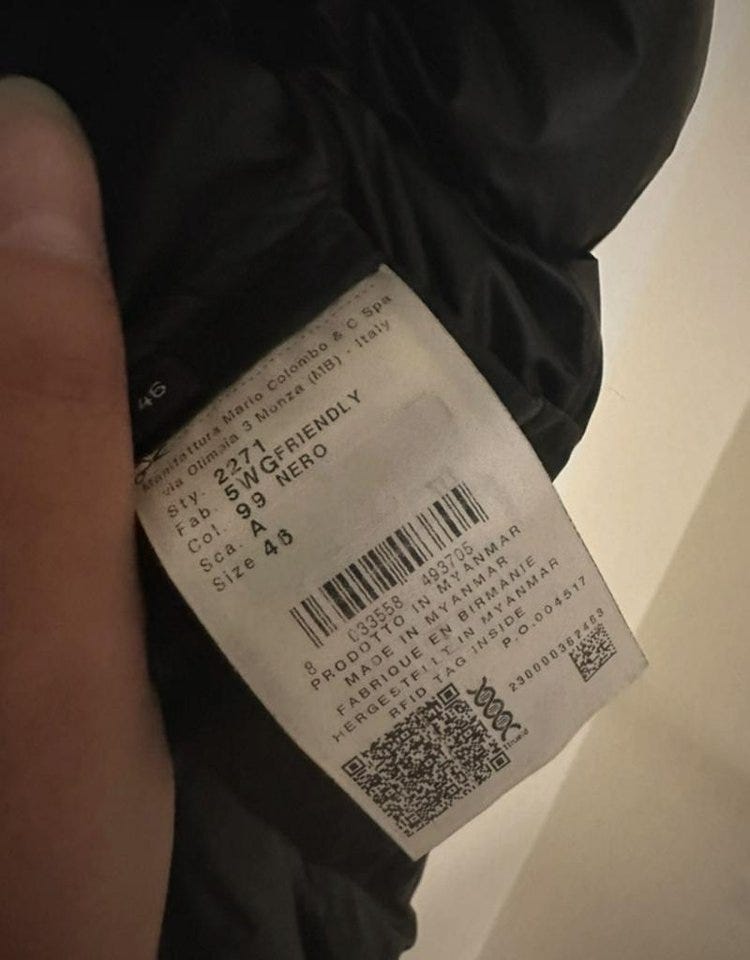 46
Manifattura Mario Colombo & C Spa
via Olimpia 3 Monza (MB) - Italy
Sty. 2271
Fab. 5WGFRIENDLY
Col. 99 NERO
Sca. A
Size 46
8 033558 493705
PRODOTTO IN MYANMAR
MADE IN MYANMAR
FABRIQUE EN BIRMANIE
HERGESTELLT IN MYANMAR
RFID TAG INSIDE
P.O.004517
230000362463